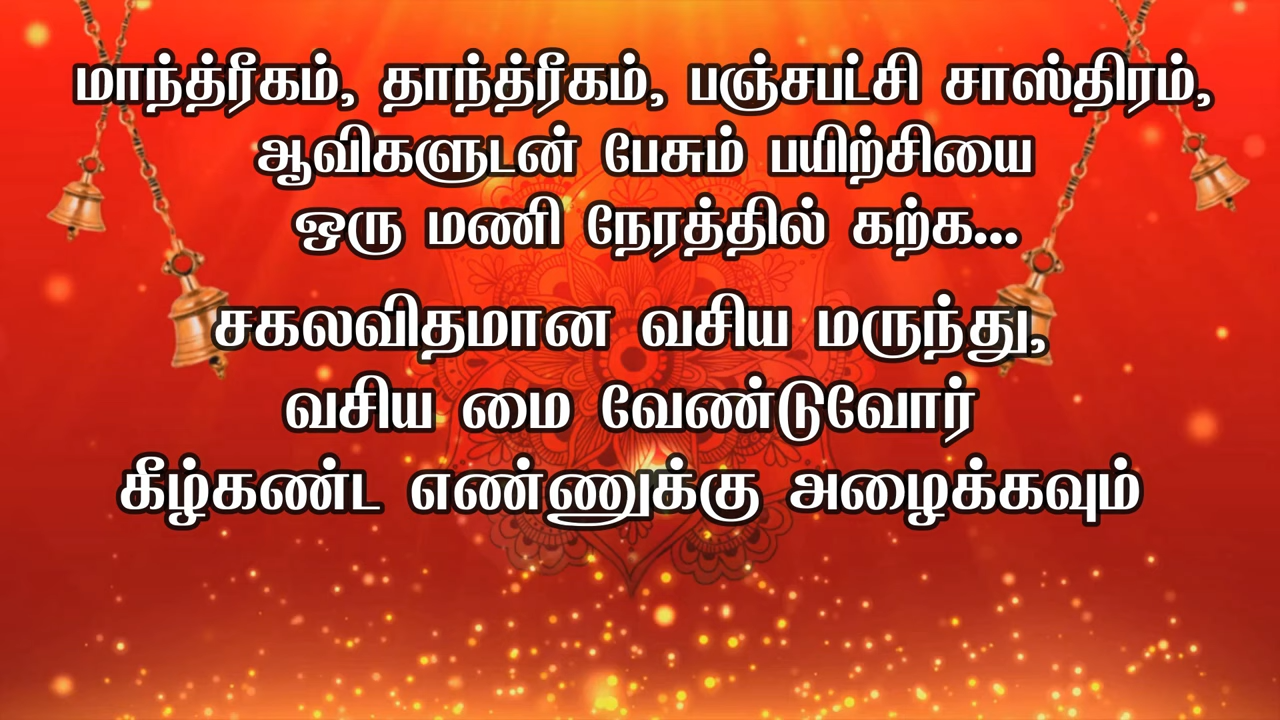 மாந்த்ரீகம், தாந்த்ரீகம், பஞ்சபட்சி சாஸ்திரம்,
ஆவிகளுடன் பேசும் பயிற்சியை
ஒரு மணி நேரத்தில் கற்க...
சகலவிதமான வசிய மருந்து,
வசிய மை வேண்டுவோர்
கீழ்கண்ட எண்ணுக்கு அழைக்கவும்